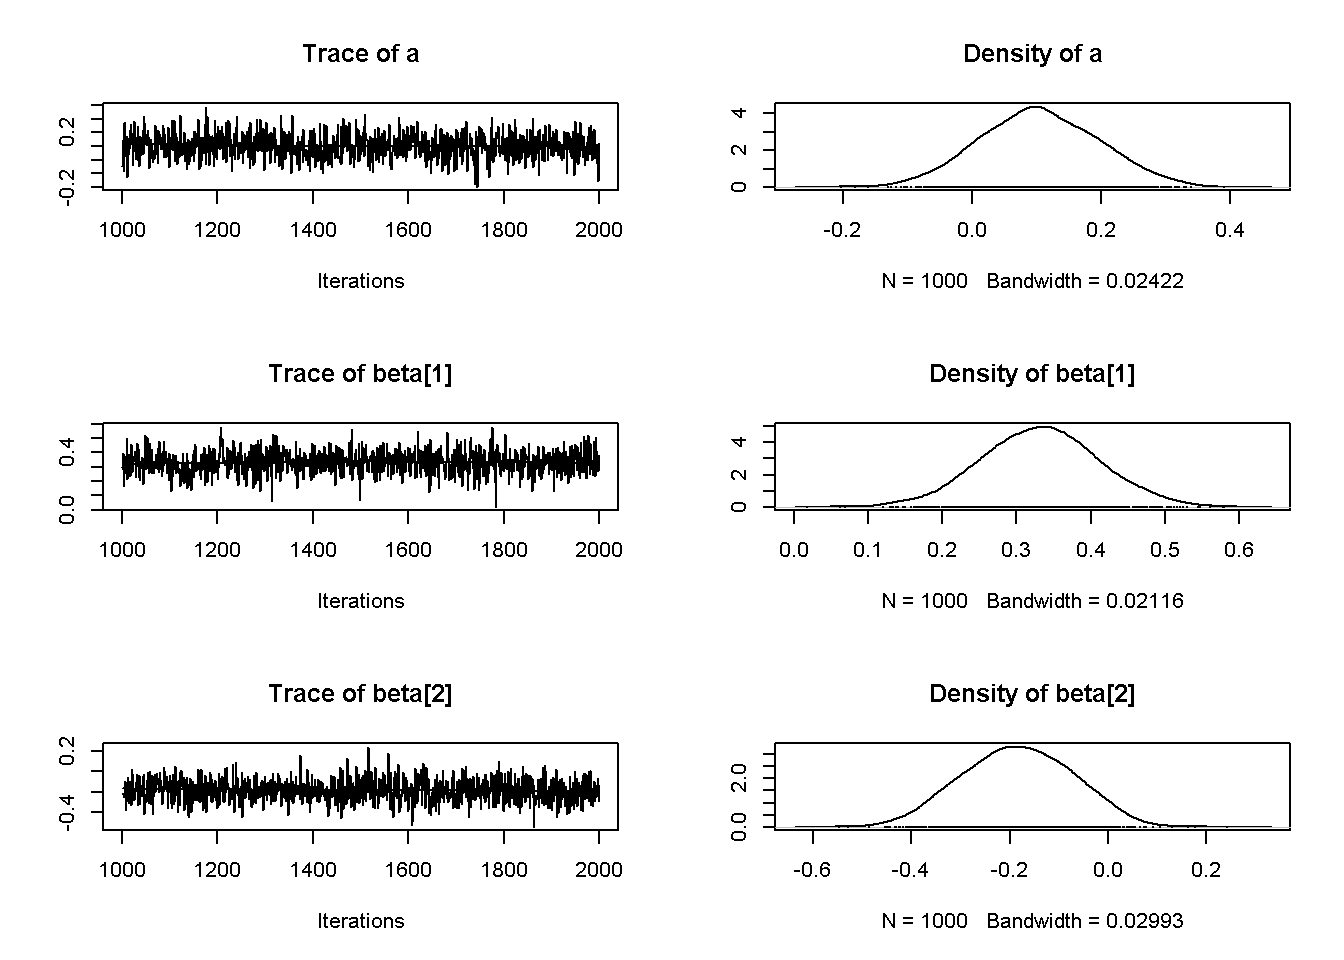 Trace of a
-0.2 0.2
1000 1200 1400 1600 1800 2000
Iterations
Density of a
0 2 4
-0.2 0.0 0.2 0.4
N = 1000 Bandwidth = 0.02422
Trace of beta[1]
0.0 0.4
1000 1200 1400 1600 1800 2000
Iterations
Density of beta[1]
0 2 4
0.0 0.1 0.2 0.3 0.4 0.5 0.6
N = 1000 Bandwidth = 0.02116
Trace of beta[2]
-0.4 0.2
1000 1200 1400 1600 1800 2000
Iterations
Density of beta[2]
0.0 2.0
-0.6 -0.4 -0.2 0.0 0.2
N = 1000 Bandwidth = 0.02993